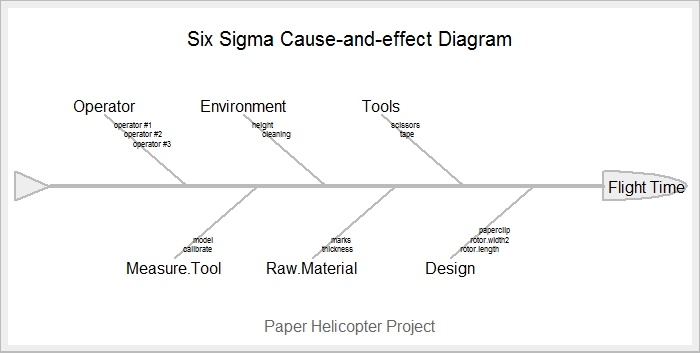 Six Sigma Cause-and-effect Diagram
Operator
operator #1
operator #2
operator #3
Environment
height
cleaning
Tools
scissors
tape
Flight Time
model
calibrate
Measure.Tool
marks
thickness
Raw.Material
paperclip
rotor.width2
rotor.length
Design
Paper Helicopter Project